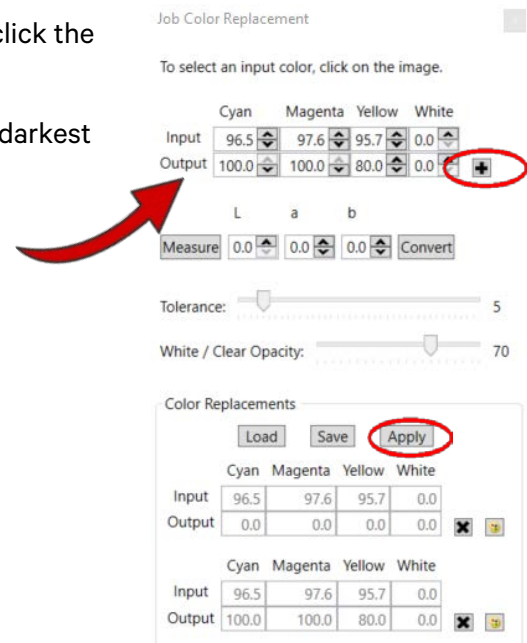 click the
darkest
Job Color Replacement
To select an input color, click on the image.
Cyan Magenta Yellow White
Input 96.5 97.6 95.7 0.0
Output 100.0 100.0 80.0 0.0
L a b
Measure 0.0 0.0 0.0 Convert
Tolerance: 5
White / Clear Opacity: 70
Color Replacements
Load Save Apply
Cyan Magenta Yellow White
Input 96.5 97.6 95.7 0.0
Output 0.0 0.0 0.0 0.0
Cyan Magenta Yellow White
Input 96.5 97.6 95.7 0.0
Output 100.0 100.0 80.0 0.0